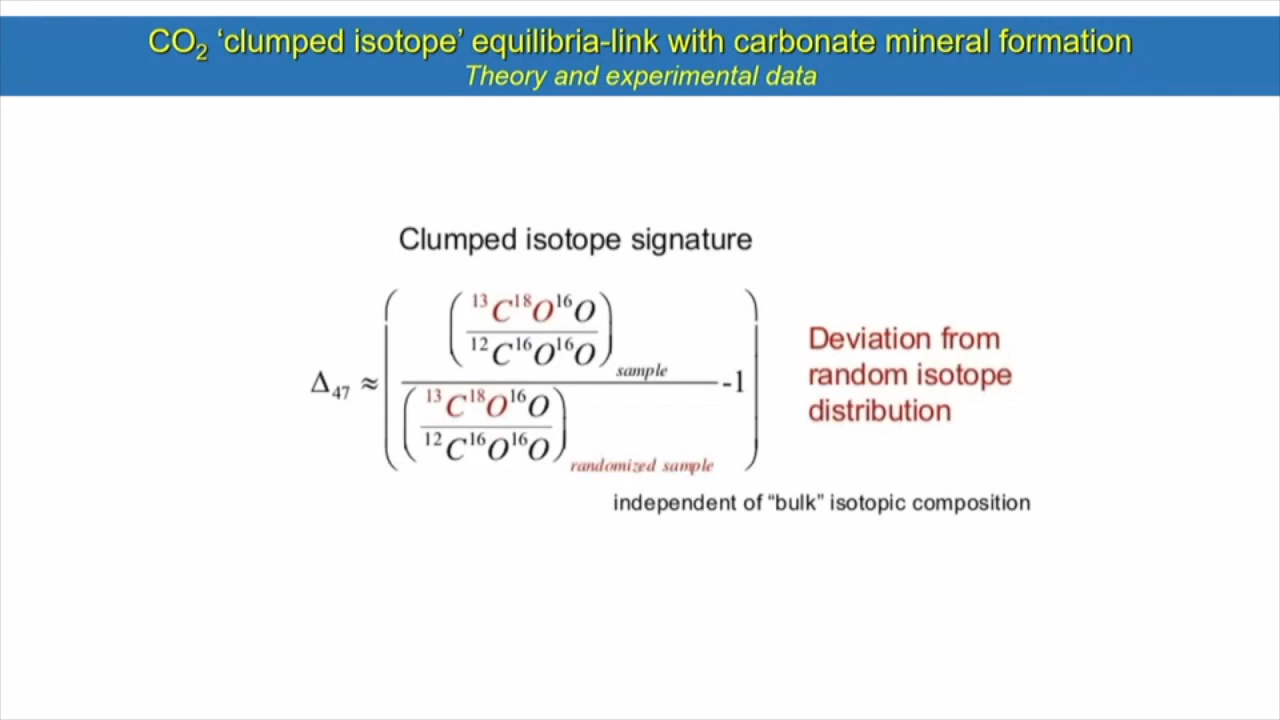 CO₂ ‘clumped isotope’ equilibria-link with carbonate mineral formation
Theory and experimental data
Clumped isotope signature
Δ₄₇ ≈ ( (¹³C¹⁸O¹⁶O / ¹²C¹⁶O¹⁶O) sample / (¹³C¹⁸O¹⁶O / ¹²C¹⁶O¹⁶O) randomized sample -1 )
Deviation from
random isotope
distribution
independent of “bulk” isotopic composition